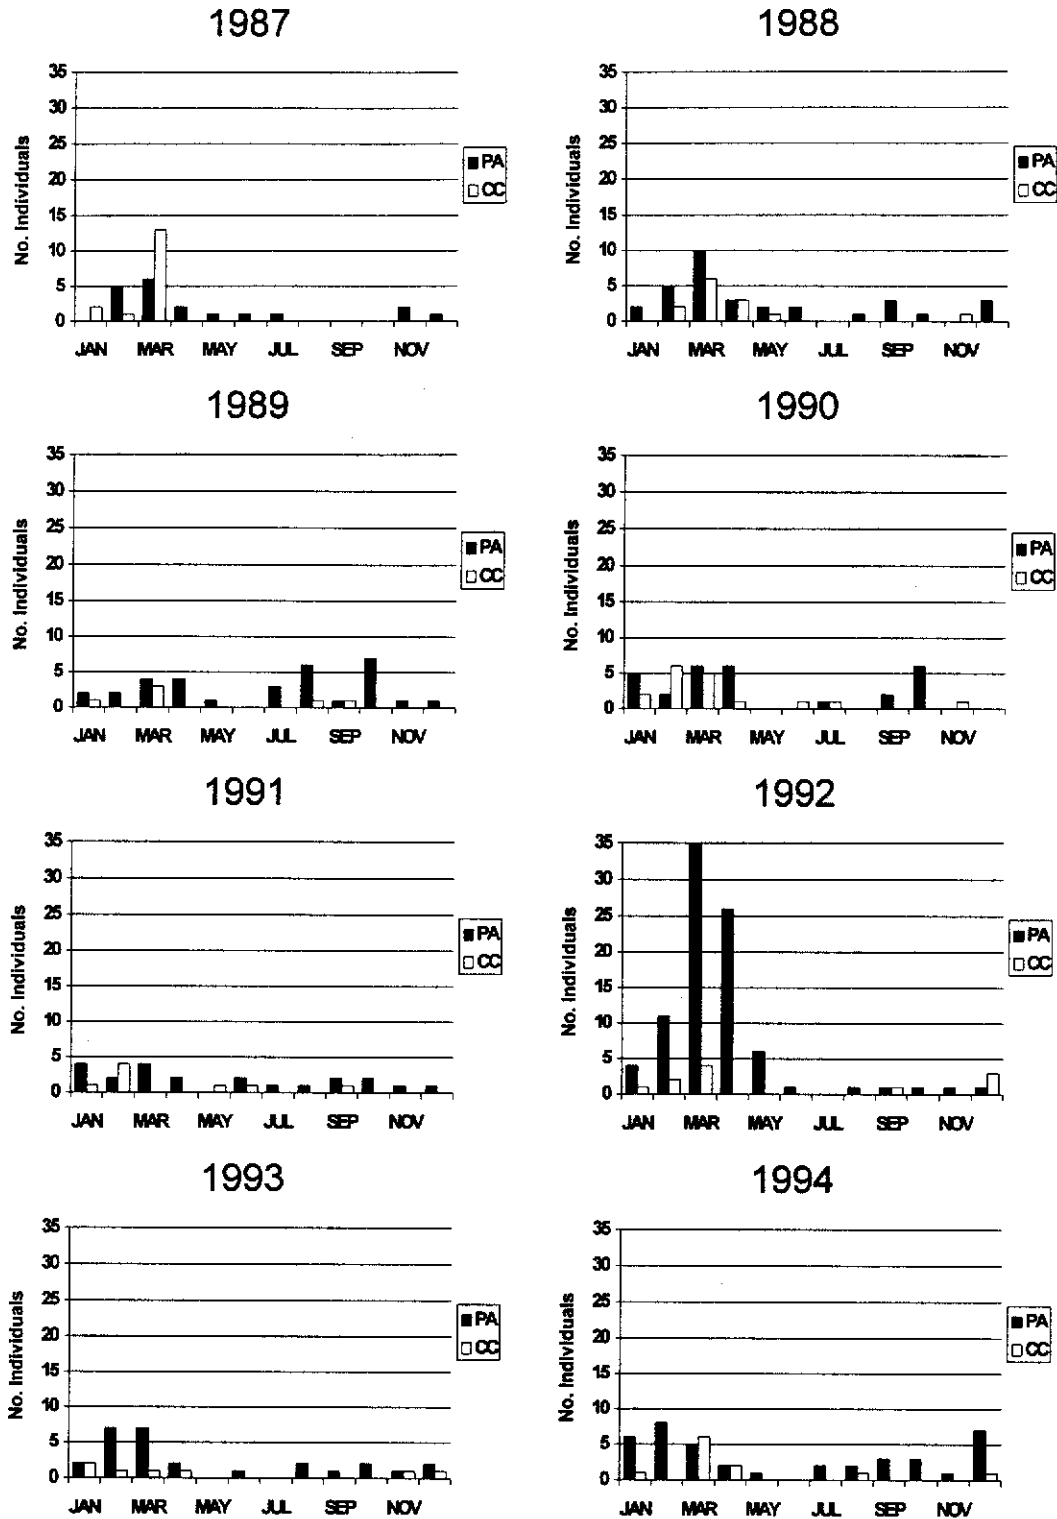 1987
35
30
25
20
15
10
5
0
No. Individuals
JAN MAR MAY JUL SEP NOV
PA
CC
1988
35
30
25
20
15
10
5
0
No. Individuals
JAN MAR MAY JUL SEP NOV
PA
CC
1989
35
30
25
20
15
10
5
0
No. Individuals
JAN MAR MAY JUL SEP NOV
PA
CC
1990
35
30
25
20
15
10
5
0
No. Individuals
JAN MAR MAY JUL SEP NOV
PA
CC
1991
35
30
25
20
15
10
5
0
No. Individuals
JAN MAR MAY JUL SEP NOV
PA
CC
1992
35
30
25
20
15
10
5
0
No. Individuals
JAN MAR MAY JUL SEP NOV
PA
CC
1993
35
30
25
20
15
10
5
0
No. Individuals
JAN MAR MAY JUL SEP NOV
PA
CC
1994
35
30
25
20
15
10
5
0
No. Individuals
JAN MAR MAY JUL SEP NOV
PA
CC